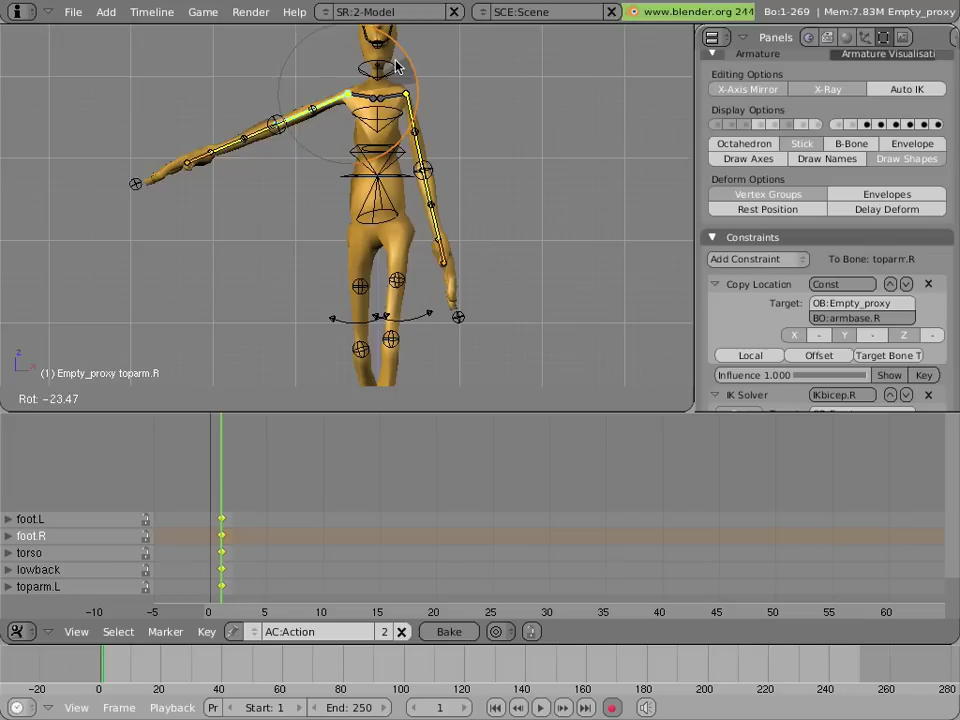 File Add Timeline Game Render Help SR:2-Model SCE:Scene www.blender.org 244 Bo:1-269 | Mem:7.83M Empty_proxy
Panels
Armature Armature Visualisati
Editing Options
X-Axis Mirror X-Ray Auto IK
Display Options
Octahedron Stick B-Bone Envelope
Draw Axes Draw Names Draw Shapes
Deform Options
Vertex Groups Envelopes
Rest Position Delay Deform
Constraints
Add Constraint To Bone: toparm.R
Copy Location Const
Target: OB:Empty_proxy
BO:armbase.R
X - Y - Z -
Local Offset Target Bone T
Influence 1.000 Show Key
IK Solver IKbicep.R
z
(1) Empty_proxy toparm.R
Rot: -23.47
foot.L
foot.R
torso
lowback
toparm.L
-10 -5 0 5 10 15 20 25 30 35 40 45 50 55 60
View Select Marker Key AC:Action 2 Bake
-20 0 20 40 60 80 100 120 140 160 180 200 220 240 260 280
View Frame Playback Pr Start: 1 End: 250 1